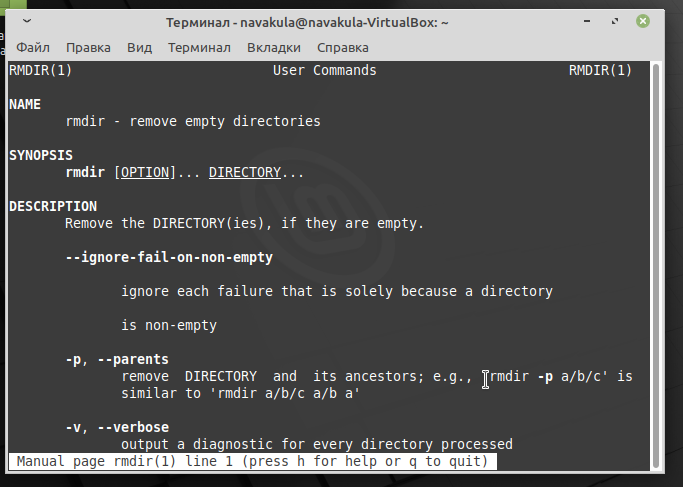 Терминал - navakula@navakula-VirtualBox: ~
Файл Правка Вид Терминал Вкладки Справка
RMDIR(1) User Commands RMDIR(1)
NAME
rmdir - remove empty directories
SYNOPSIS
rmdir [OPTION]... DIRECTORY...
DESCRIPTION
Remove the DIRECTORY(ies), if they are empty.
--ignore-fail-on-non-empty
ignore each failure that is solely because a directory
is non-empty
-p, --parents
remove DIRECTORY and its ancestors; e.g., 'rmdir -p a/b/c' is
similar to 'rmdir a/b/c a/b a'
-v, --verbose
output a diagnostic for every directory processed
Manual page rmdir(1) line 1 (press h for help or q to quit)